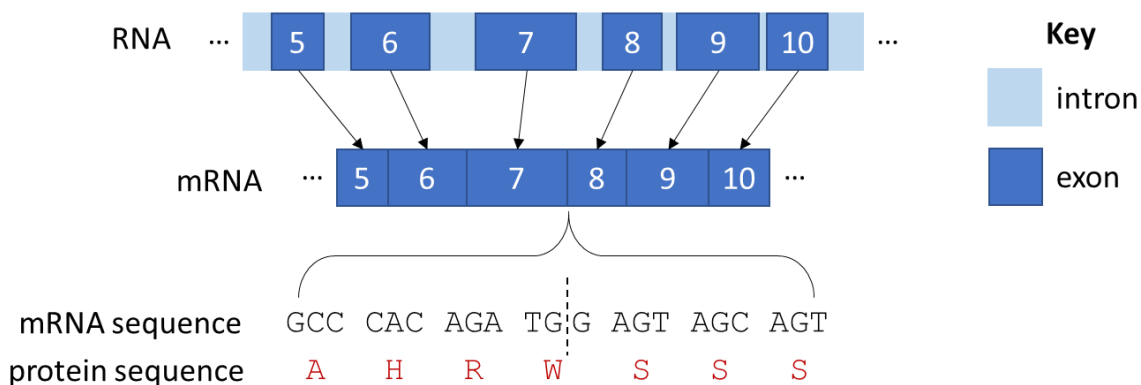 RNA ... 5 6 7 8 9 10 ...
Key
intron
mRNA ... 5 6 7 8 9 10 ...
exon
mRNA sequence GCC CAC AGA TG G AGT AGC AGT
protein sequence A H R W S S S